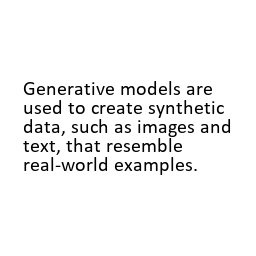 Generative models are
used to create synthetic
data, such as images and
text, that resemble
real-world examples.